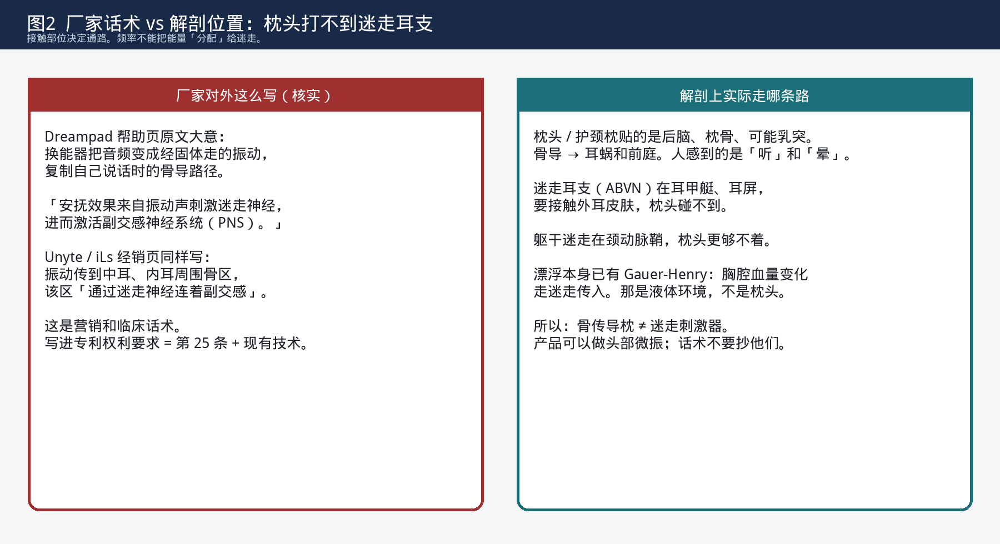 图2 厂家话术 vs 解剖位置：枕头打不到迷走耳支
接触部位决定通路。频率不能把能量「分配」给迷走。
厂家对外这么写（核实）
Dreampad 帮助页原文大意：
换能器把音频变成经固体走的振动，
复制自己说话时的骨导路径。
「安抚效果来自振动声刺激迷走神经，
进而激活副交感神经系统（PNS）。」
Unyte / iLs 经销页同样写：
振动传到中耳、内耳周围骨区，
该区「通过迷走神经连着副交感」。
这是营销和临床话术。
写进专利权利要求 = 第 25 条 + 现有技术。
解剖上实际走哪条路
枕头 / 护颈枕贴的是后脑、枕骨、可能乳突。
骨导 → 耳蜗和前庭。人感到的是「听」和「晕」。
迷走耳支（ABVN）在耳甲艇、耳屏，
要接触外耳皮肤，枕头碰不到。
躯干迷走在颈动脉鞘，枕头更够不着。
漂浮本身已有 Gauer-Henry：胸腔血量变化
走迷走传入。那是液体环境，不是枕头。
所以：骨传导枕 ≠ 迷走刺激器。
产品可以做头部微振；话术不要抄他们。